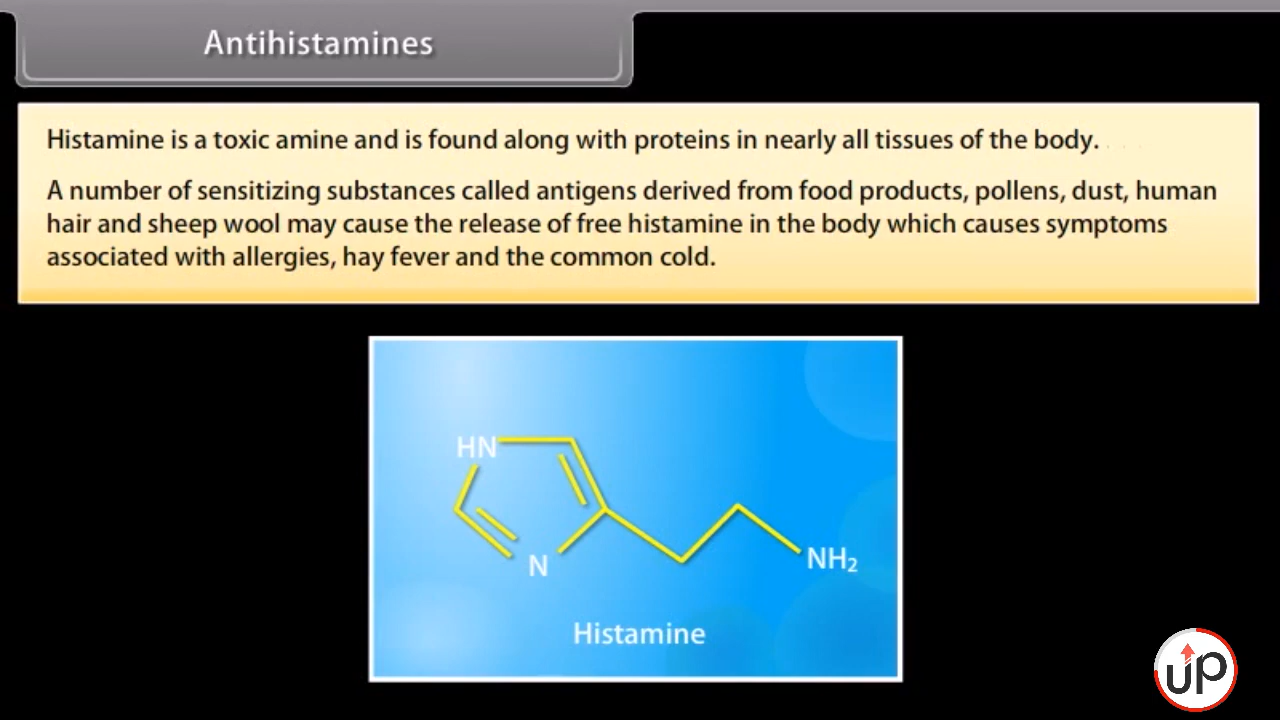 Antihistamines
Histamine is a toxic amine and is found along with proteins in nearly all tissues of the body.
A number of sensitizing substances called antigens derived from food products, pollens, dust, human
hair and sheep wool may cause the release of free histamine in the body which causes symptoms
associated with allergies, hay fever and the common cold.
HN
N
NH₂
Histamine
UP